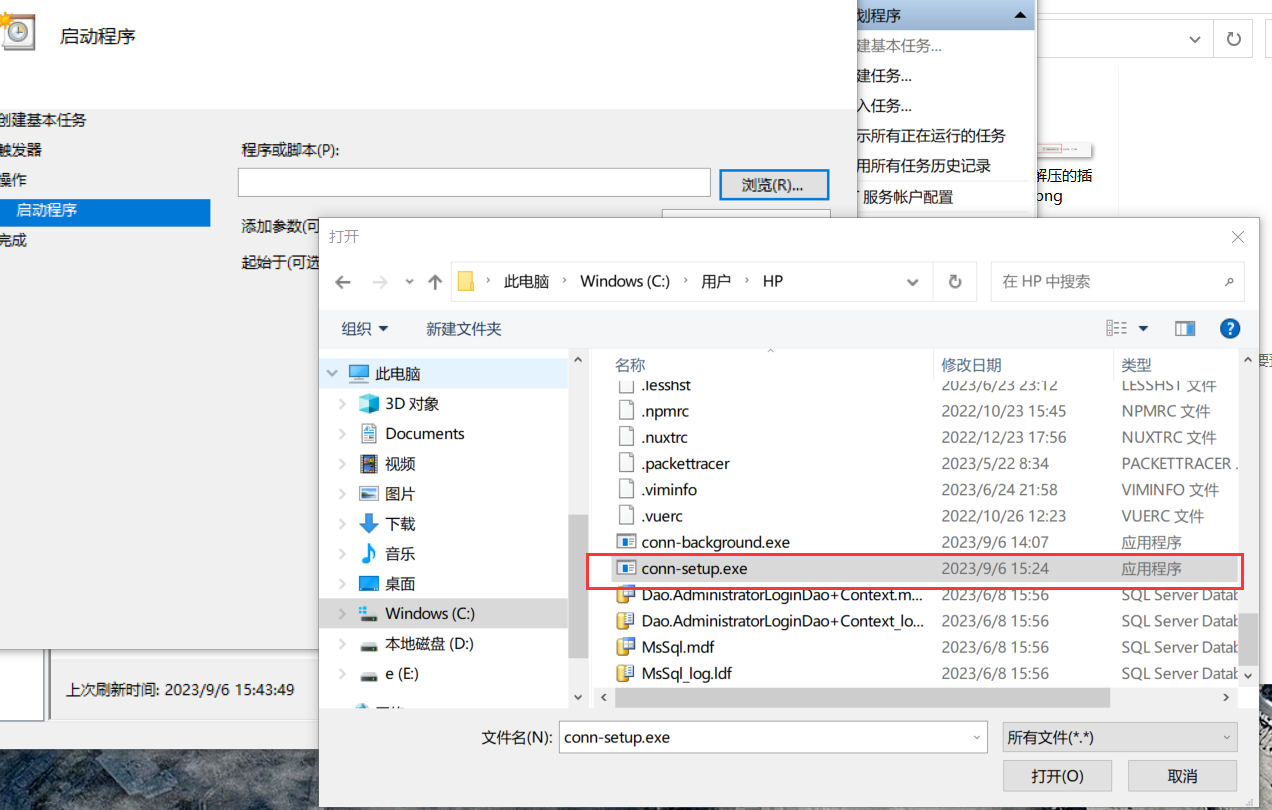 启动程序
创建基本任务
触发器
操作
启动程序
完成
程序或脚本(P):
浏览(R)...
添加参数(可
起始于(可选
划程序
建基本任务...
建任务...
入任务...
示所有正在运行的任务
用所有任务历史记录
服务帐户配置
解压的插
png
打开
此电脑
Windows (C:)
用户
HP
在 HP 中搜索
组织
新建文件夹
此电脑
3D 对象
Documents
视频
图片
下载
音乐
桌面
Windows (C:)
本地磁盘 (D:)
e (E:)
名称 修改日期 类型
.lesshst 2023/6/23 23:12 LESSHST 文件
.npmrc 2022/10/23 15:45 NPMRC 文件
.nuxtrc 2022/12/23 17:56 NUXTRC 文件
.packettracer 2023/5/22 8:34 PACKETTRACER .
.viminfo 2023/6/24 21:58 VIMINFO 文件
.vuerc 2022/10/26 12:23 VUERC 文件
conn-background.exe 2023/9/6 14:07 应用程序
conn-setup.exe 2023/9/6 15:24 应用程序
Dao.AdministratorLoginDao+Context.m... 2023/6/8 15:56 SQL Server Datab
Dao.AdministratorLoginDao+Context_lo... 2023/6/8 15:56 SQL Server Datab
MsSql.mdf 2023/6/8 15:56 SQL Server Datab
MsSql_log.ldf 2023/6/8 15:56 SQL Server Datab
上次刷新时间: 2023/9/6 15:43:49
文件名(N): conn-setup.exe
所有文件(*.*)
打开(O)
取消